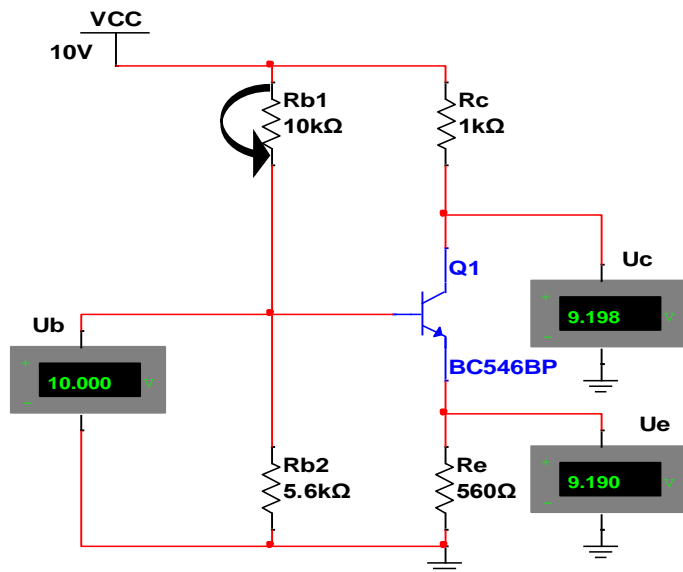 VCC
10V
Rb1
10kΩ
Rc
1kΩ
Q1
Uc
+
9.198
V
−
Ub
+
10.000
V
−
BC546BP
Ue
+
9.190
V
−
Rb2
5.6kΩ
Re
560Ω